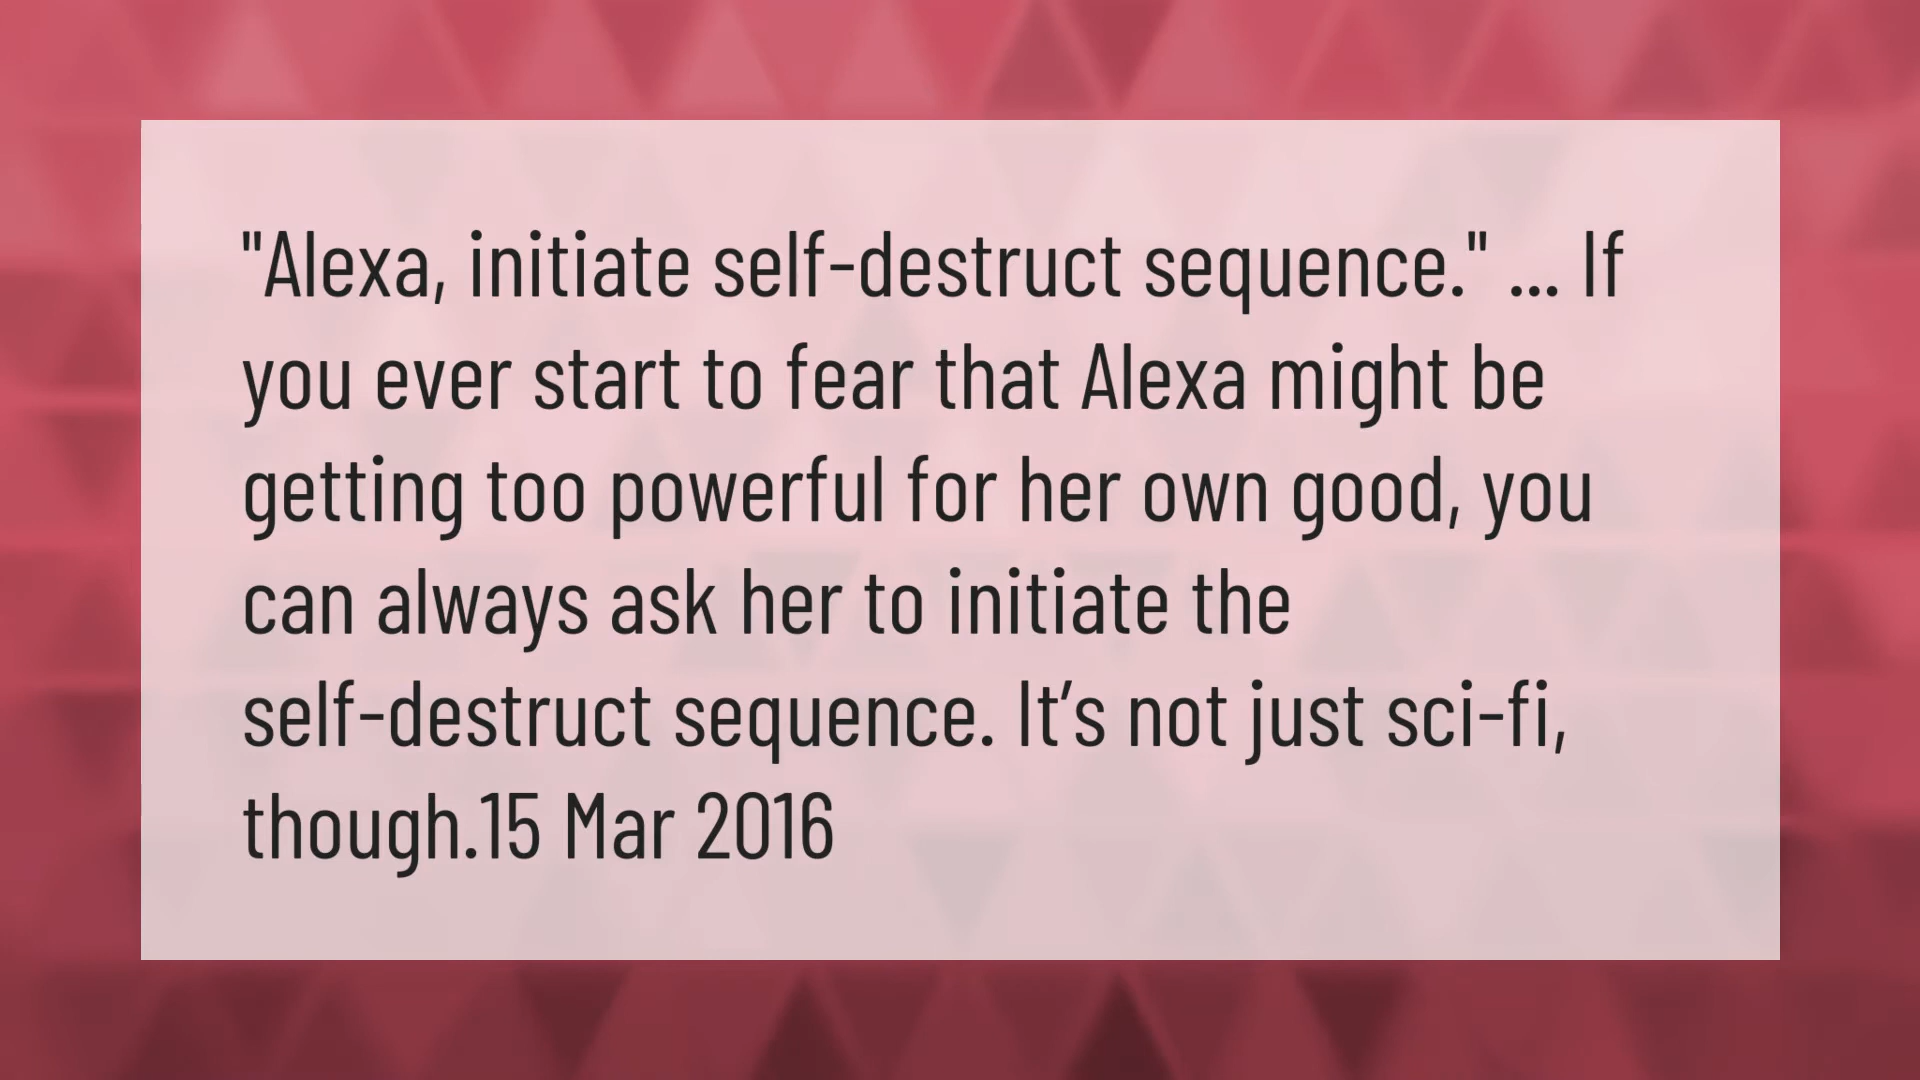 "Alexa, initiate self-destruct sequence." ... If
you ever start to fear that Alexa might be
getting too powerful for her own good, you
can always ask her to initiate the
self-destruct sequence. It’s not just sci-fi,
though.15 Mar 2016